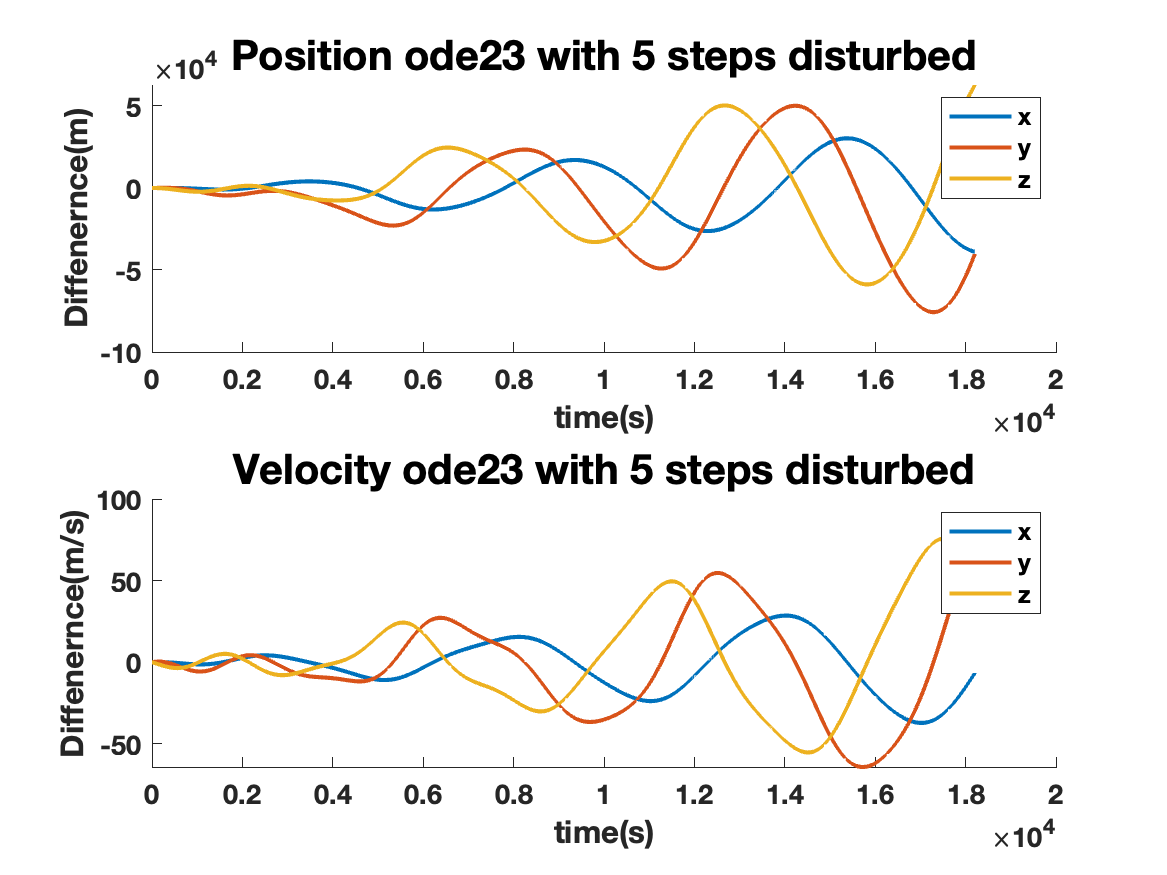 ×10^4 Position ode23 with 5 steps disturbed
Diffenernce(m)
5
0
-5
-10
0 0.2 0.4 0.6 0.8 1 1.2 1.4 1.6 1.8 2
time(s)
×10^4
x
y
z
Velocity ode23 with 5 steps disturbed
Diffenernce(m/s)
100
50
0
-50
0 0.2 0.4 0.6 0.8 1 1.2 1.4 1.6 1.8 2
time(s)
×10^4
x
y
z